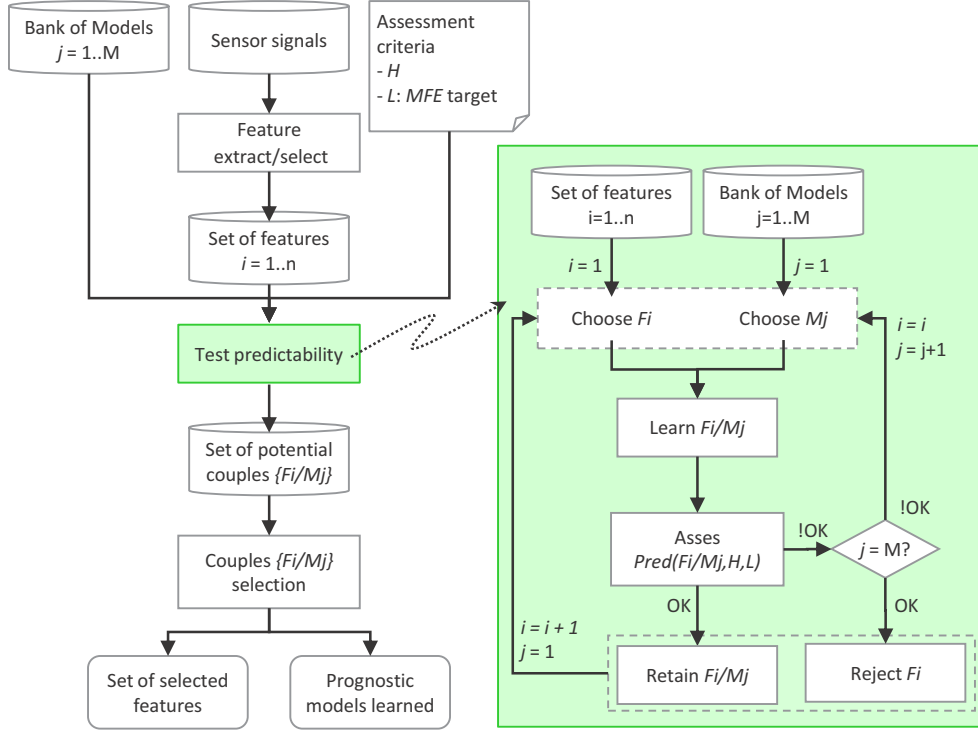 Bank of Models
j = 1..M
Sensor signals
Assessment
criteria
- H
- L: MFE target
Feature
extract/select
Set of features
i = 1..n
Test predictability
Set of potential
couples {Fi/Mj}
Couples {Fi/Mj}
selection
Set of selected
features
Prognostic
models learned
Set of features
i=1..n
Bank of Models
j=1..M
i = 1
j = 1
Choose Fi
Choose Mj
i = i
j = j+1
Learn Fi/Mj
!OK
Asses
Pred(Fi/Mj,H,L)
!OK
j = M?
OK
OK
i = i + 1
j = 1
Retain Fi/Mj
Reject Fi